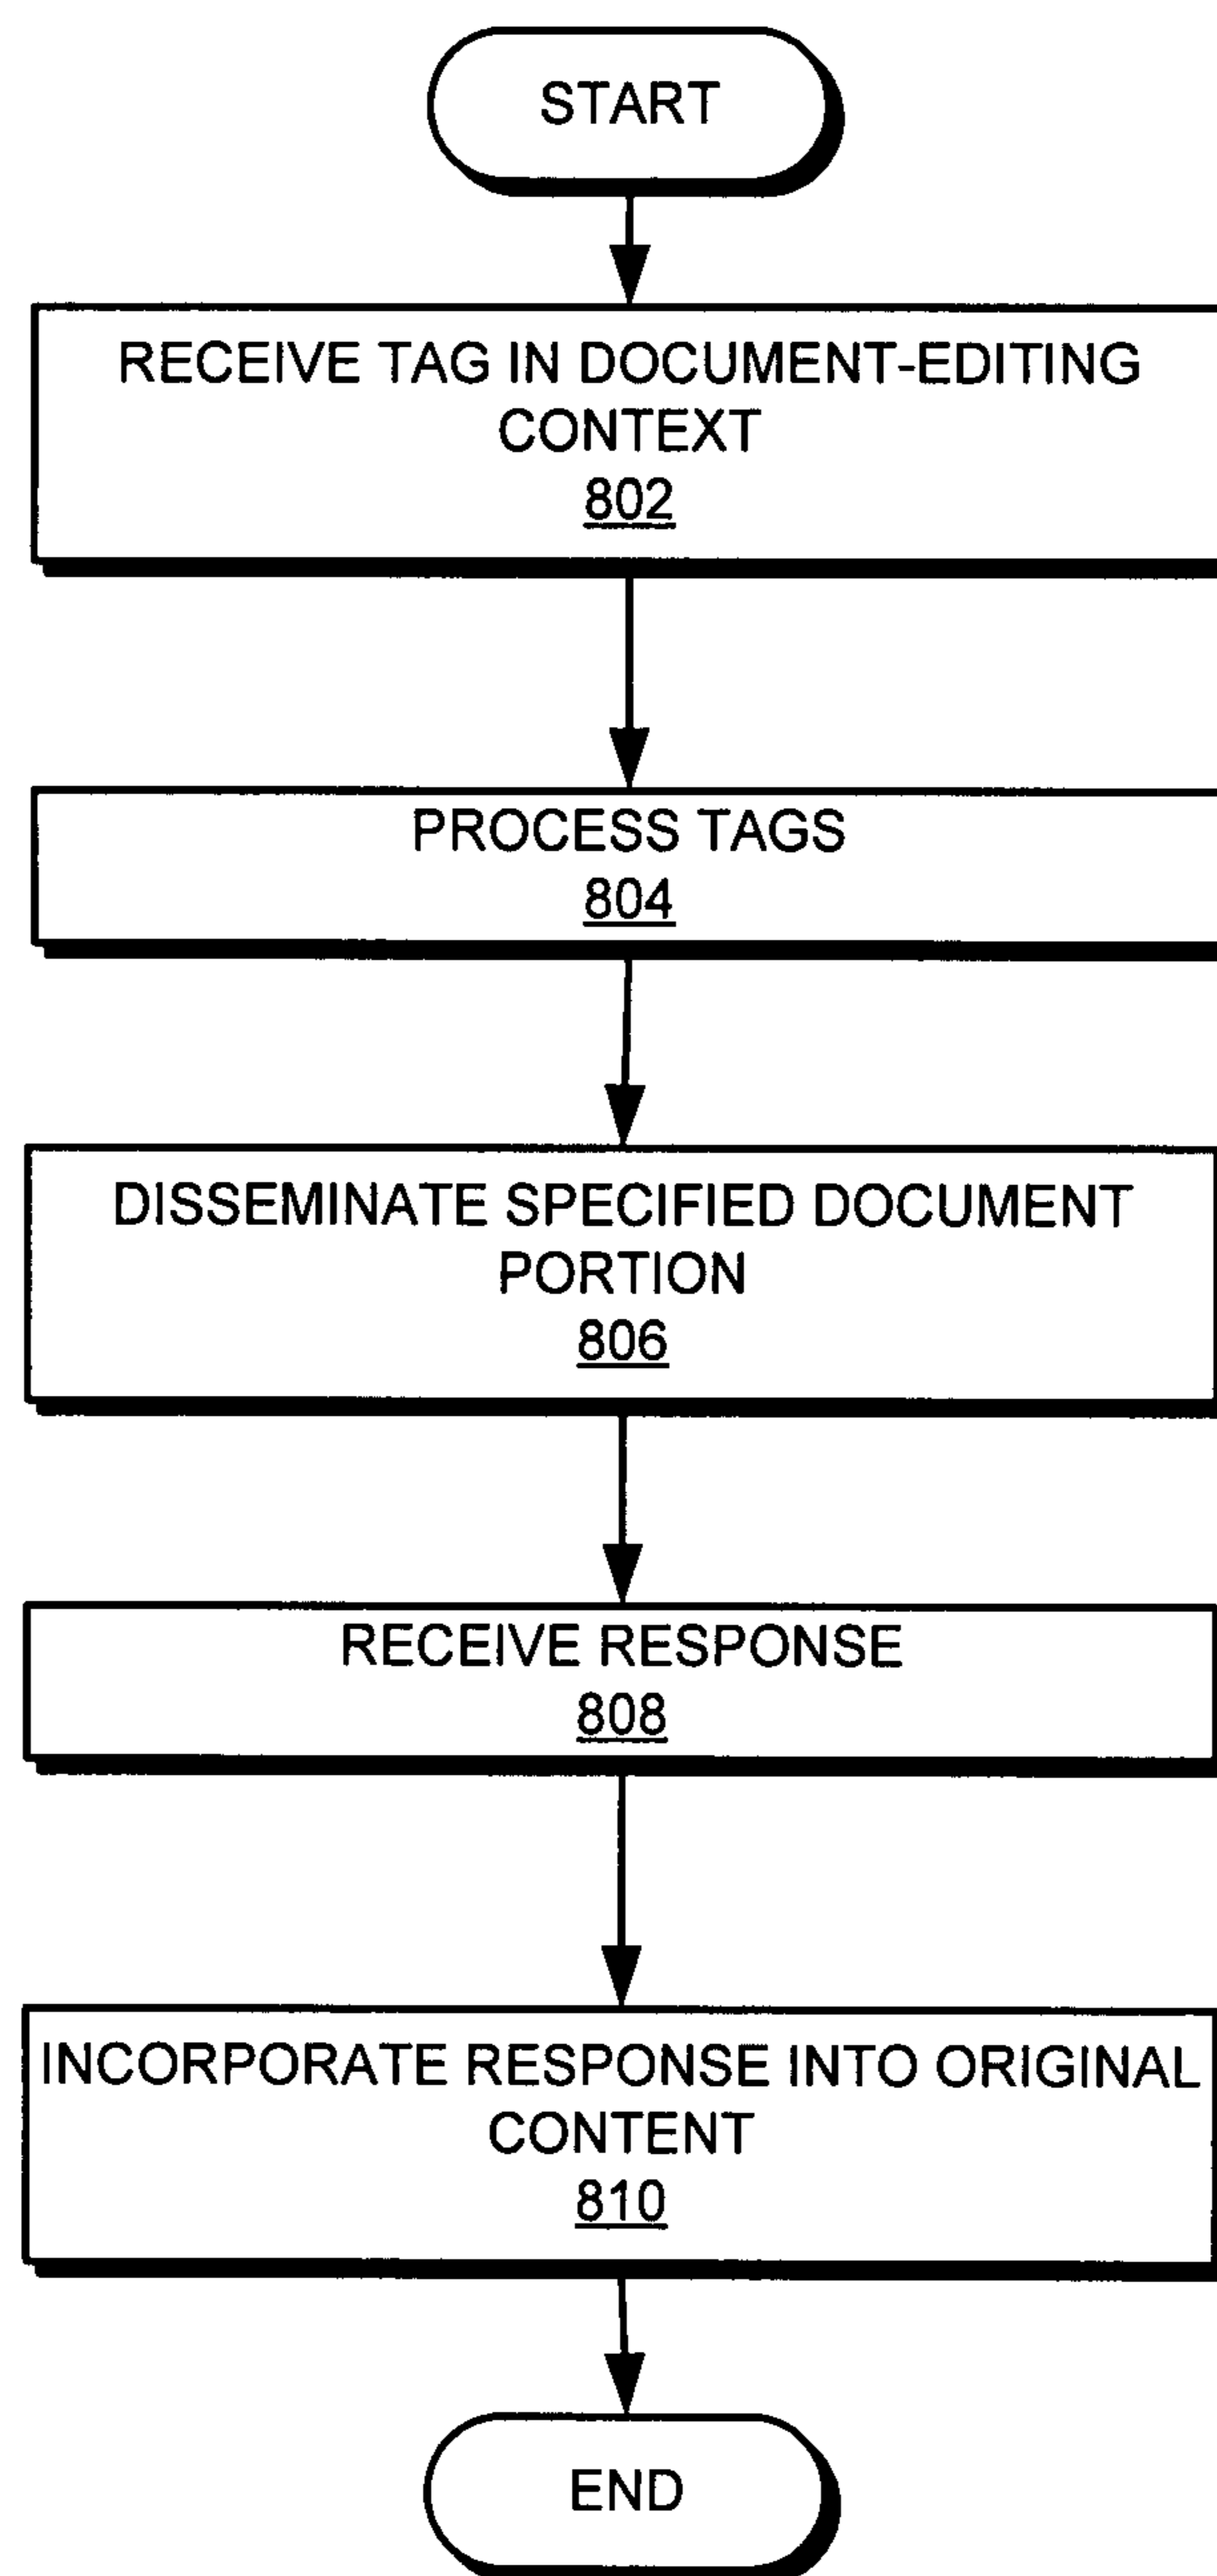 START
RECEIVE TAG IN DOCUMENT-EDITING
CONTEXT
802
PROCESS TAGS
804
DISSEMINATE SPECIFIED DOCUMENT
PORTION
806
RECEIVE RESPONSE
808
INCORPORATE RESPONSE INTO ORIGINAL
CONTENT
810
END